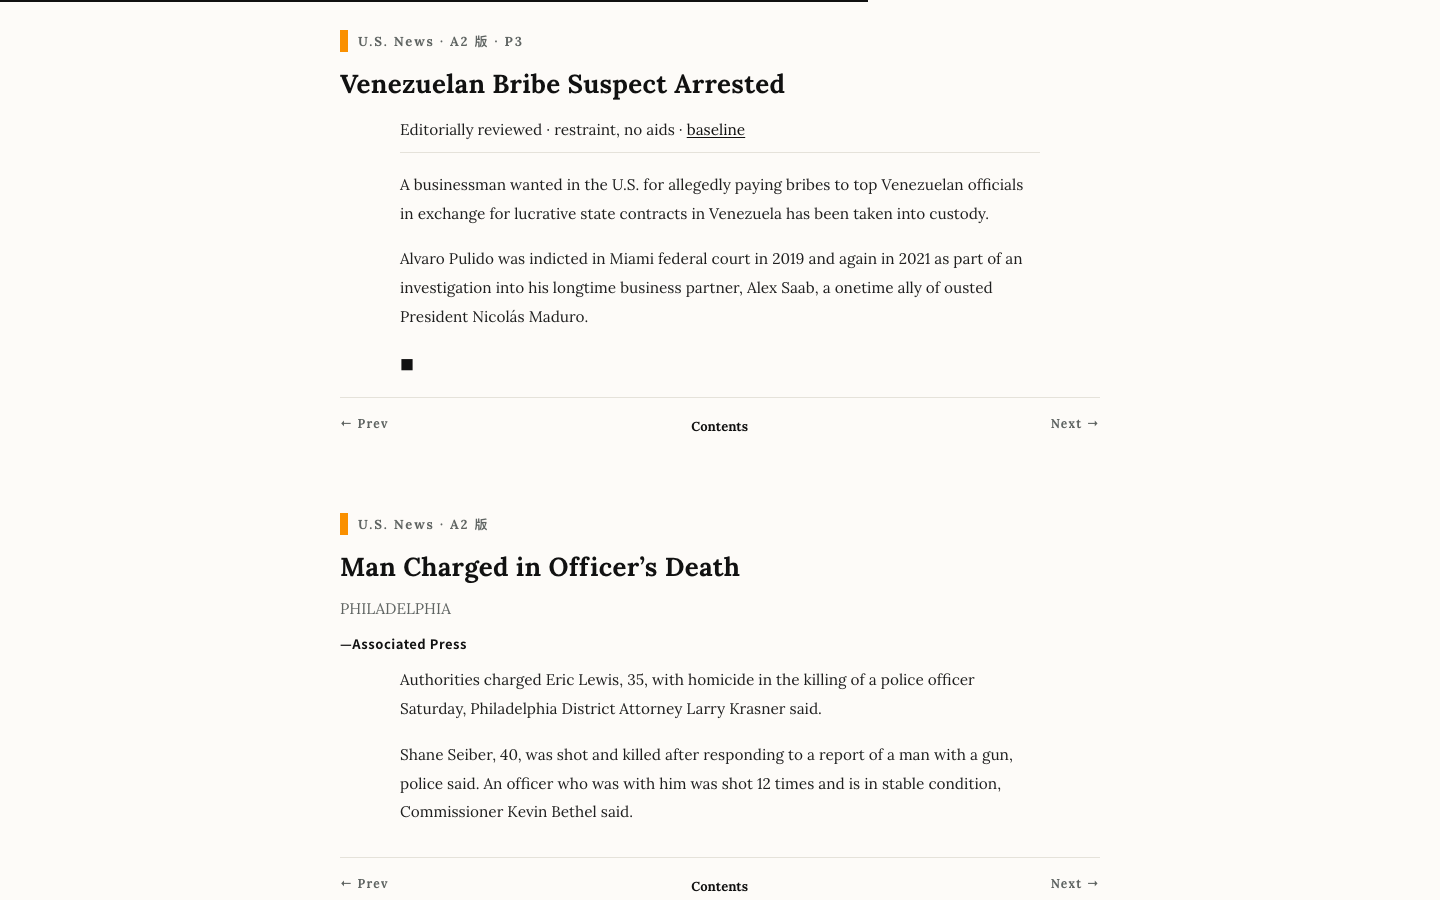 U.S. News · A2 版 · P3
Venezuelan Bribe Suspect Arrested
Editorially reviewed · restraint, no aids · baseline
A businessman wanted in the U.S. for allegedly paying bribes to top Venezuelan officials
in exchange for lucrative state contracts in Venezuela has been taken into custody.
Alvaro Pulido was indicted in Miami federal court in 2019 and again in 2021 as part of an
investigation into his longtime business partner, Alex Saab, a onetime ally of ousted
President Nicolás Maduro.
■
← Prev
Contents
Next →
U.S. News · A2 版
Man Charged in Officer’s Death
PHILADELPHIA
—Associated Press
Authorities charged Eric Lewis, 35, with homicide in the killing of a police officer
Saturday, Philadelphia District Attorney Larry Krasner said.
Shane Seiber, 40, was shot and killed after responding to a report of a man with a gun,
police said. An officer who was with him was shot 12 times and is in stable condition,
Commissioner Kevin Bethel said.
← Prev
Contents
Next →